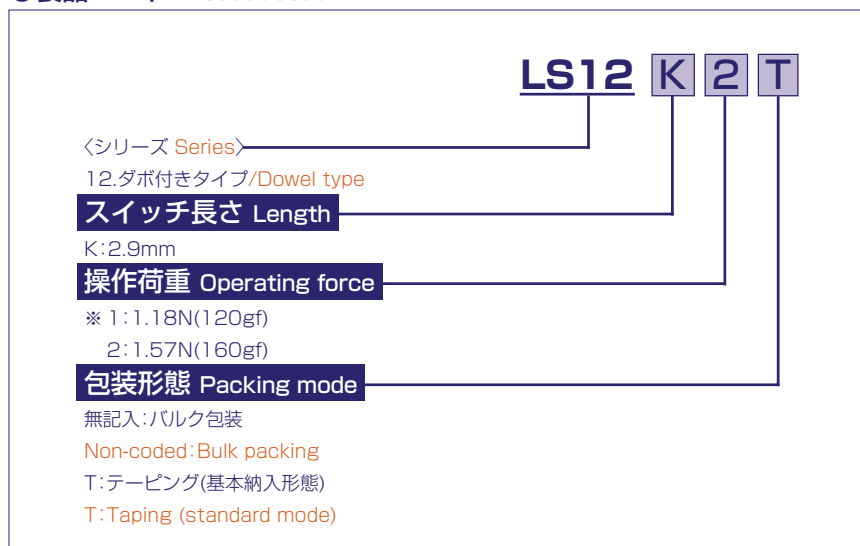 LS12 K 2 T
〈シリーズ Series〉
12.ダボ付きタイプ/Dowel type
スイッチ長さ Length
K:2.9mm
操作荷重 Operating force
※ 1:1.18N(120gf)
2:1.57N(160gf)
包装形態 Packing mode
無記入:バルク包装
Non-coded:Bulk packing
T:テーピング(基本納入形態)
T:Taping (standard mode)